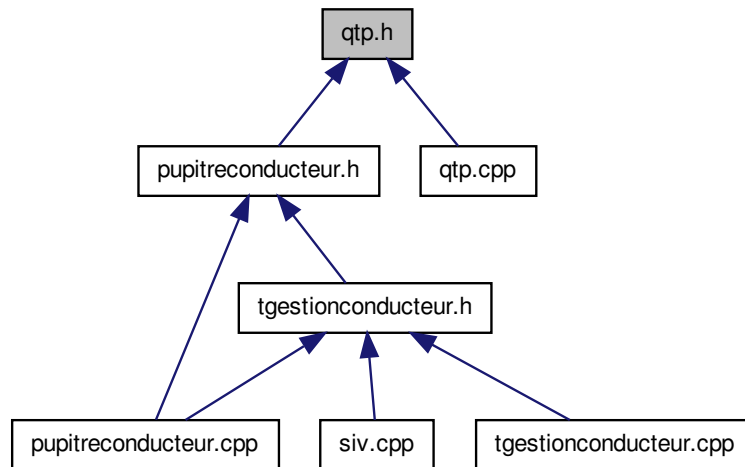 qtp.h
pupitreconducteur.h
qtp.cpp
tgestionconducteur.h
pupitreconducteur.cpp
siv.cpp
tgestionconducteur.cpp